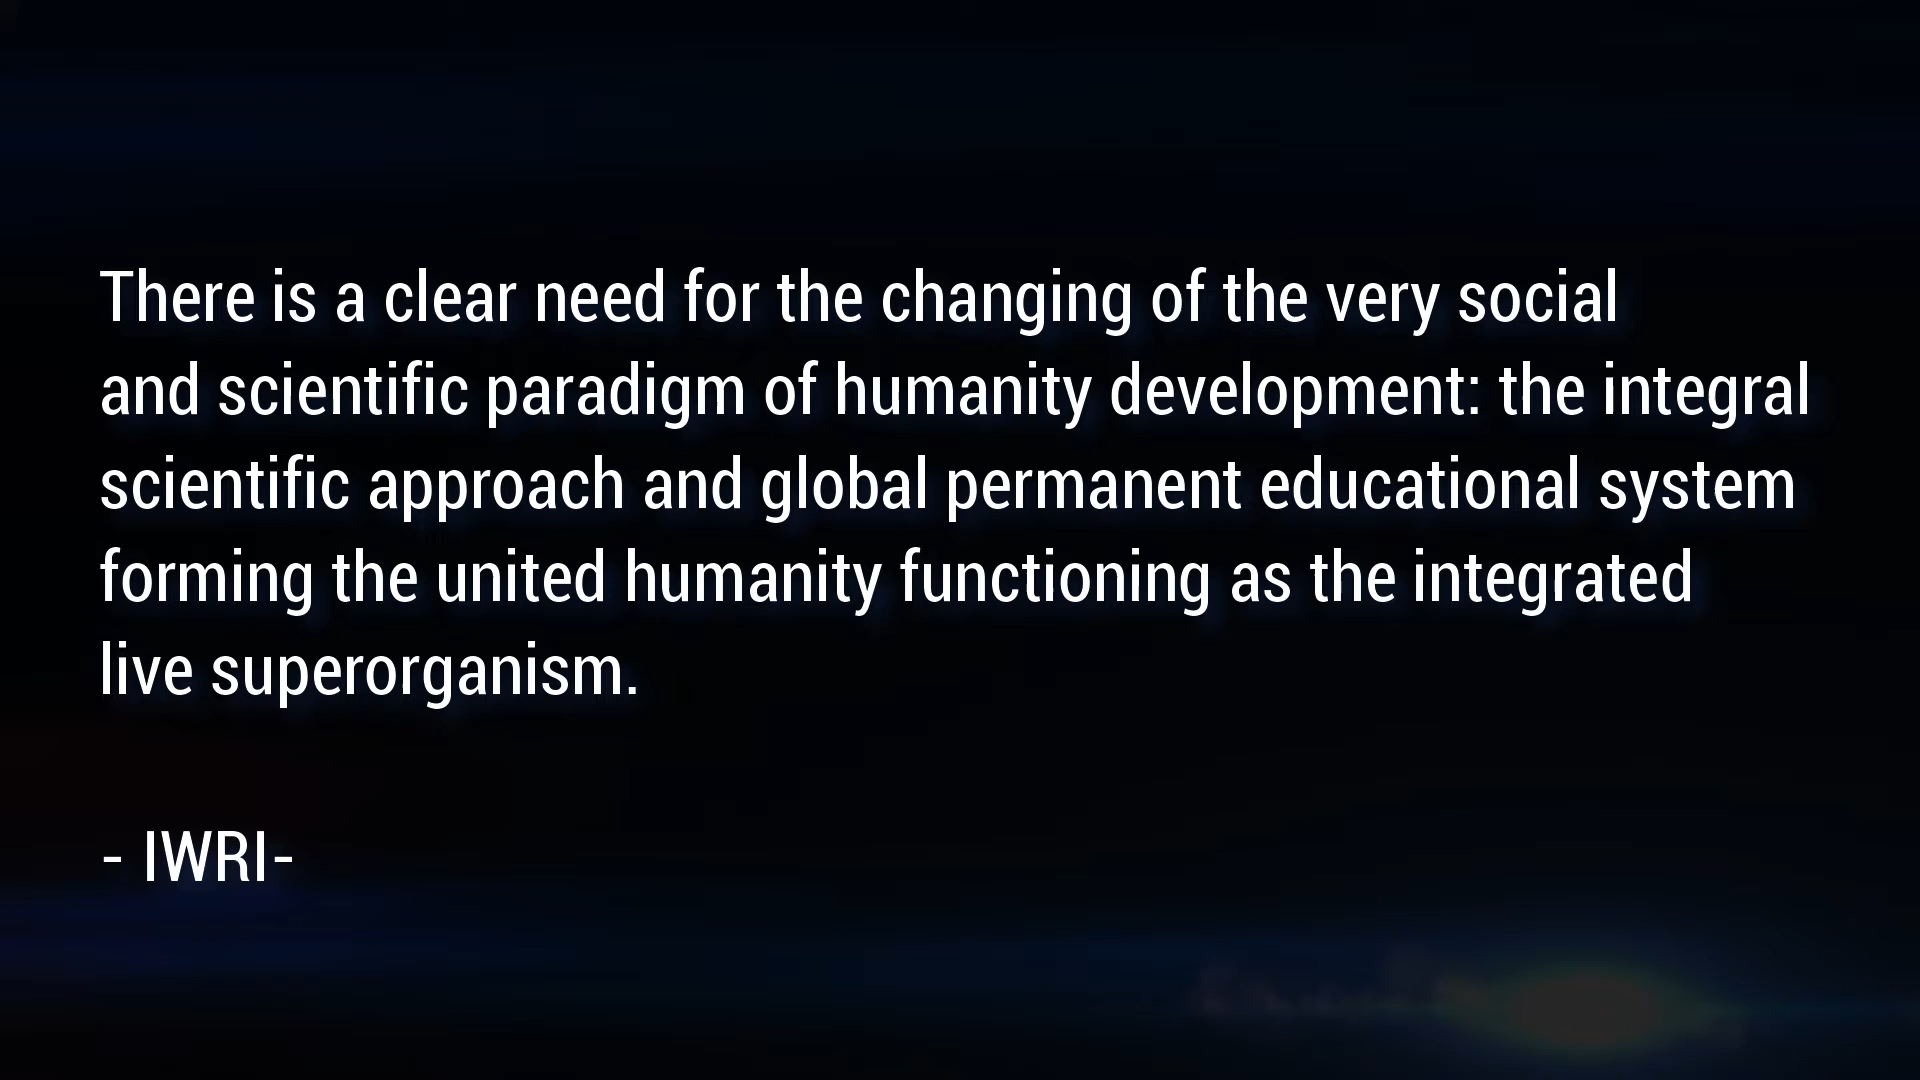 There is a clear need for the changing of the very social
and scientific paradigm of humanity development: the integral
scientific approach and global permanent educational system
forming the united humanity functioning as the integrated
live superorganism.
- IWRI-